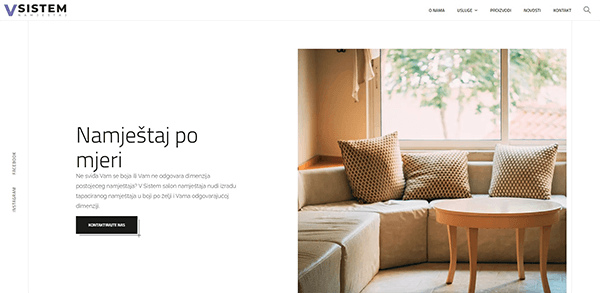 VSISTEM
NAMJEŠTAJ
O NAMA USLUGE PROIZVODI NOVOSTI KONTAKT
Namještaj po
mjeri
Ne sviđa Vam se boja ili Vam ne odgovara dimenzija
postojećeg namještaja? V Sistem salon namještaja nudi izradu
tapaciranog namještaja u boji po želji i Vama odgovarajućoj
dimenziji.
KONTAKTIRAJTE NAS
FACEBOOK
INSTAGRAM